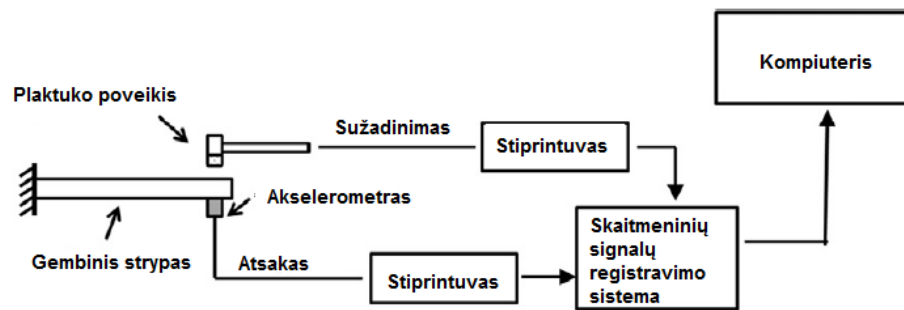 Kompiuteris
Plaktuko poveikis
Sužadinimas
Stiprintuvas
Akselerometras
Skaitmeninių
signalų
registravimo
sistema
Gembinis strypas
Atsakas
Stiprintuvas